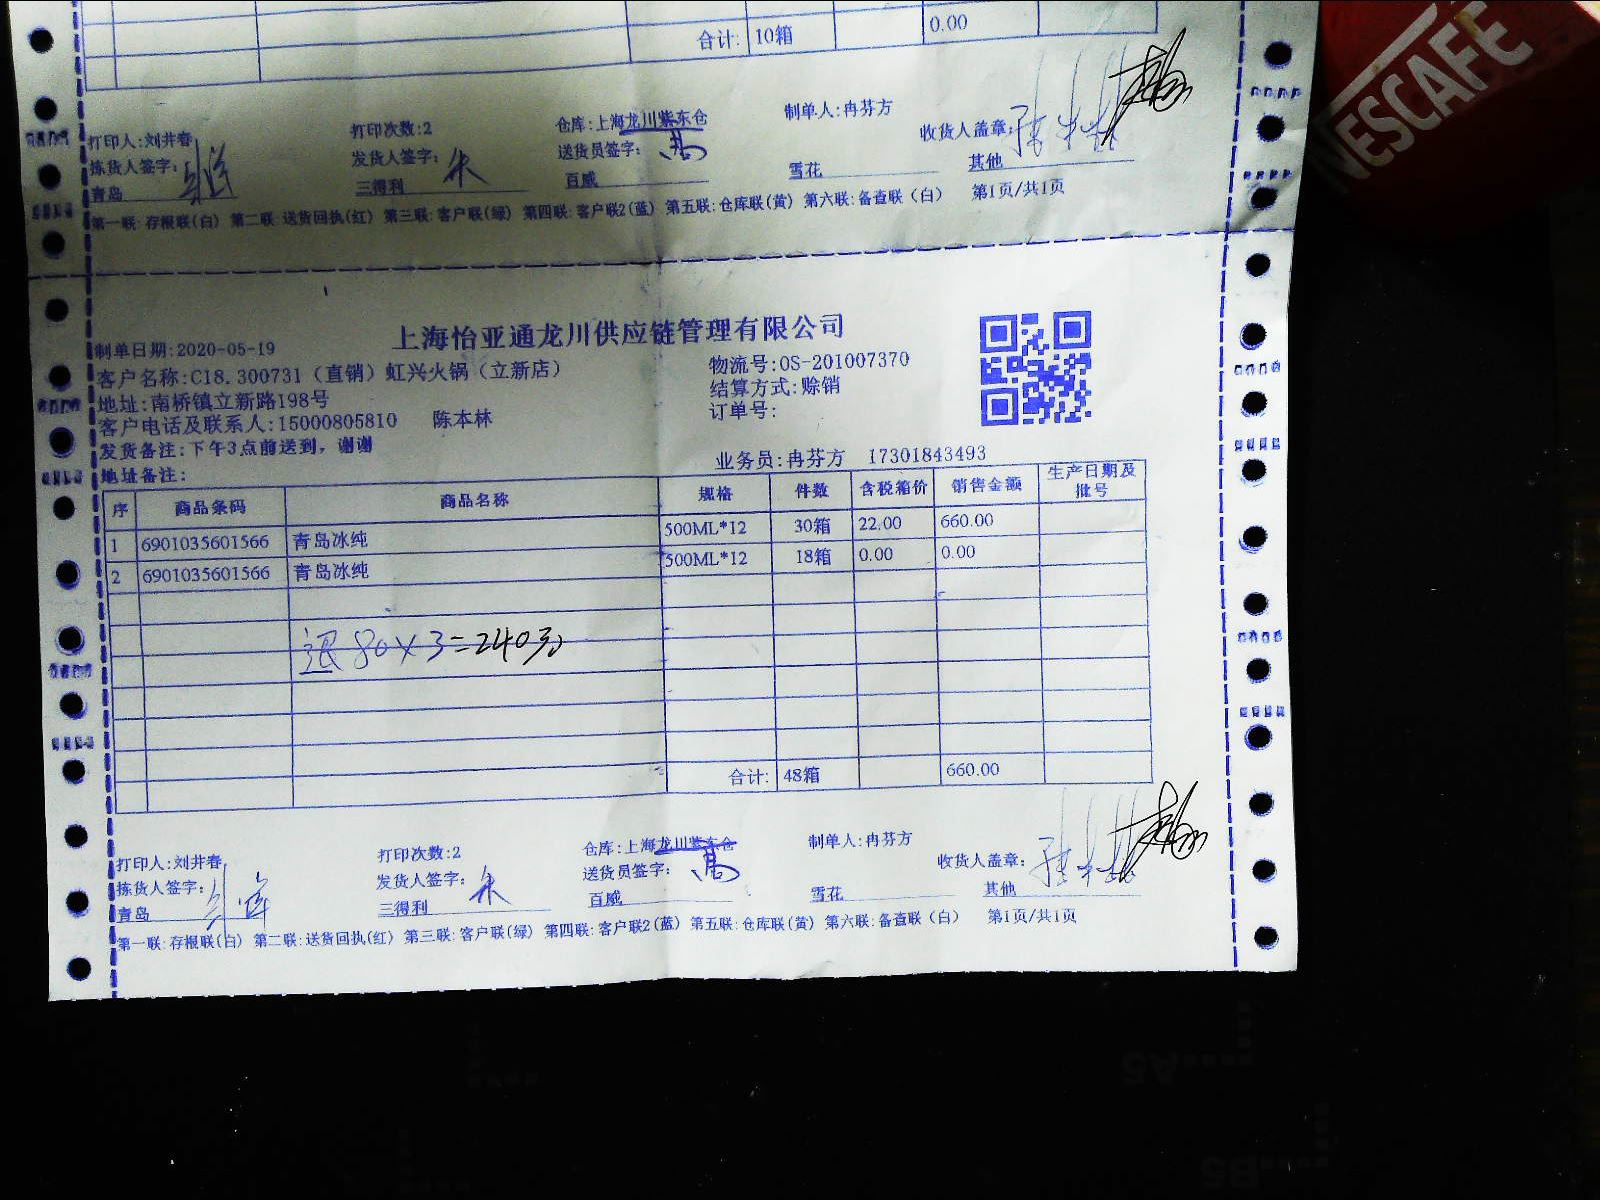 合计: 10箱 0.00
NESCAFE
打印人:刘井春 打印次数:2 仓库:上海龙川紫东仓 制单人:冉芬方
拣货人签字: 发货人签字: 朱 送货员签字: 收货人盖章:
青岛 三得利 百威 雪花 其他
第一联:存根联(白) 第二联:送货回执(红) 第三联:客户联(绿) 第四联:客户联2(蓝) 第五联:仓库联(黄) 第六联:备查联(白) 第1页/共1页
上海怡亚通龙川供应链管理有限公司
制单日期:2020-05-19
客户名称:C18.300731(直销)虹兴火锅(立新店) 物流号:OS-201007370
地址:南桥镇立新路198号 结算方式:赊销
客户电话及联系人:15000805810 陈本林 订单号:
发货备注:下午3点前送到，谢谢
地址备注: 业务员:冉芬方 17301843493
序 商品条码 商品名称 规格 件数 含税箱价 销售金额 生产日期及批号
1 6901035601566 青岛冰纯 500ML*12 30箱 22.00 660.00
2 6901035601566 青岛冰纯 500ML*12 18箱 0.00 0.00
退 80×3=240
合计: 48箱 660.00
打印人:刘井春 打印次数:2 仓库:上海龙川紫东仓 制单人:冉芬方
拣货人签字: 发货人签字: 朱 送货员签字: 收货人盖章:
青岛 三得利 百威 雪花 其他
第一联:存根联(白) 第二联:送货回执(红) 第三联:客户联(绿) 第四联:客户联2(蓝) 第五联:仓库联(黄) 第六联:备查联(白) 第1页/共1页
A5
B5